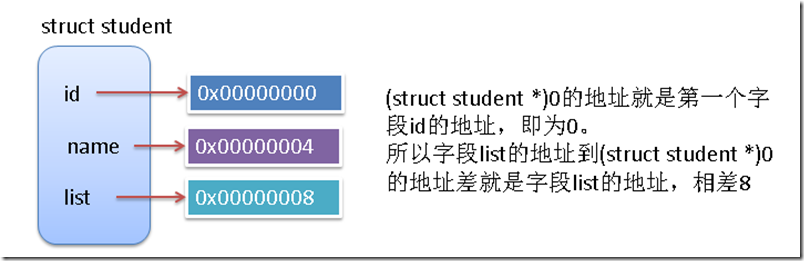 struct student
id
0x00000000
name
0x00000004
list
0x00000008
(struct student *)0的地址就是第一个字
段id的地址，即为0。
所以字段list的地址到(struct student *)0
的地址差就是字段list的地址，相差8